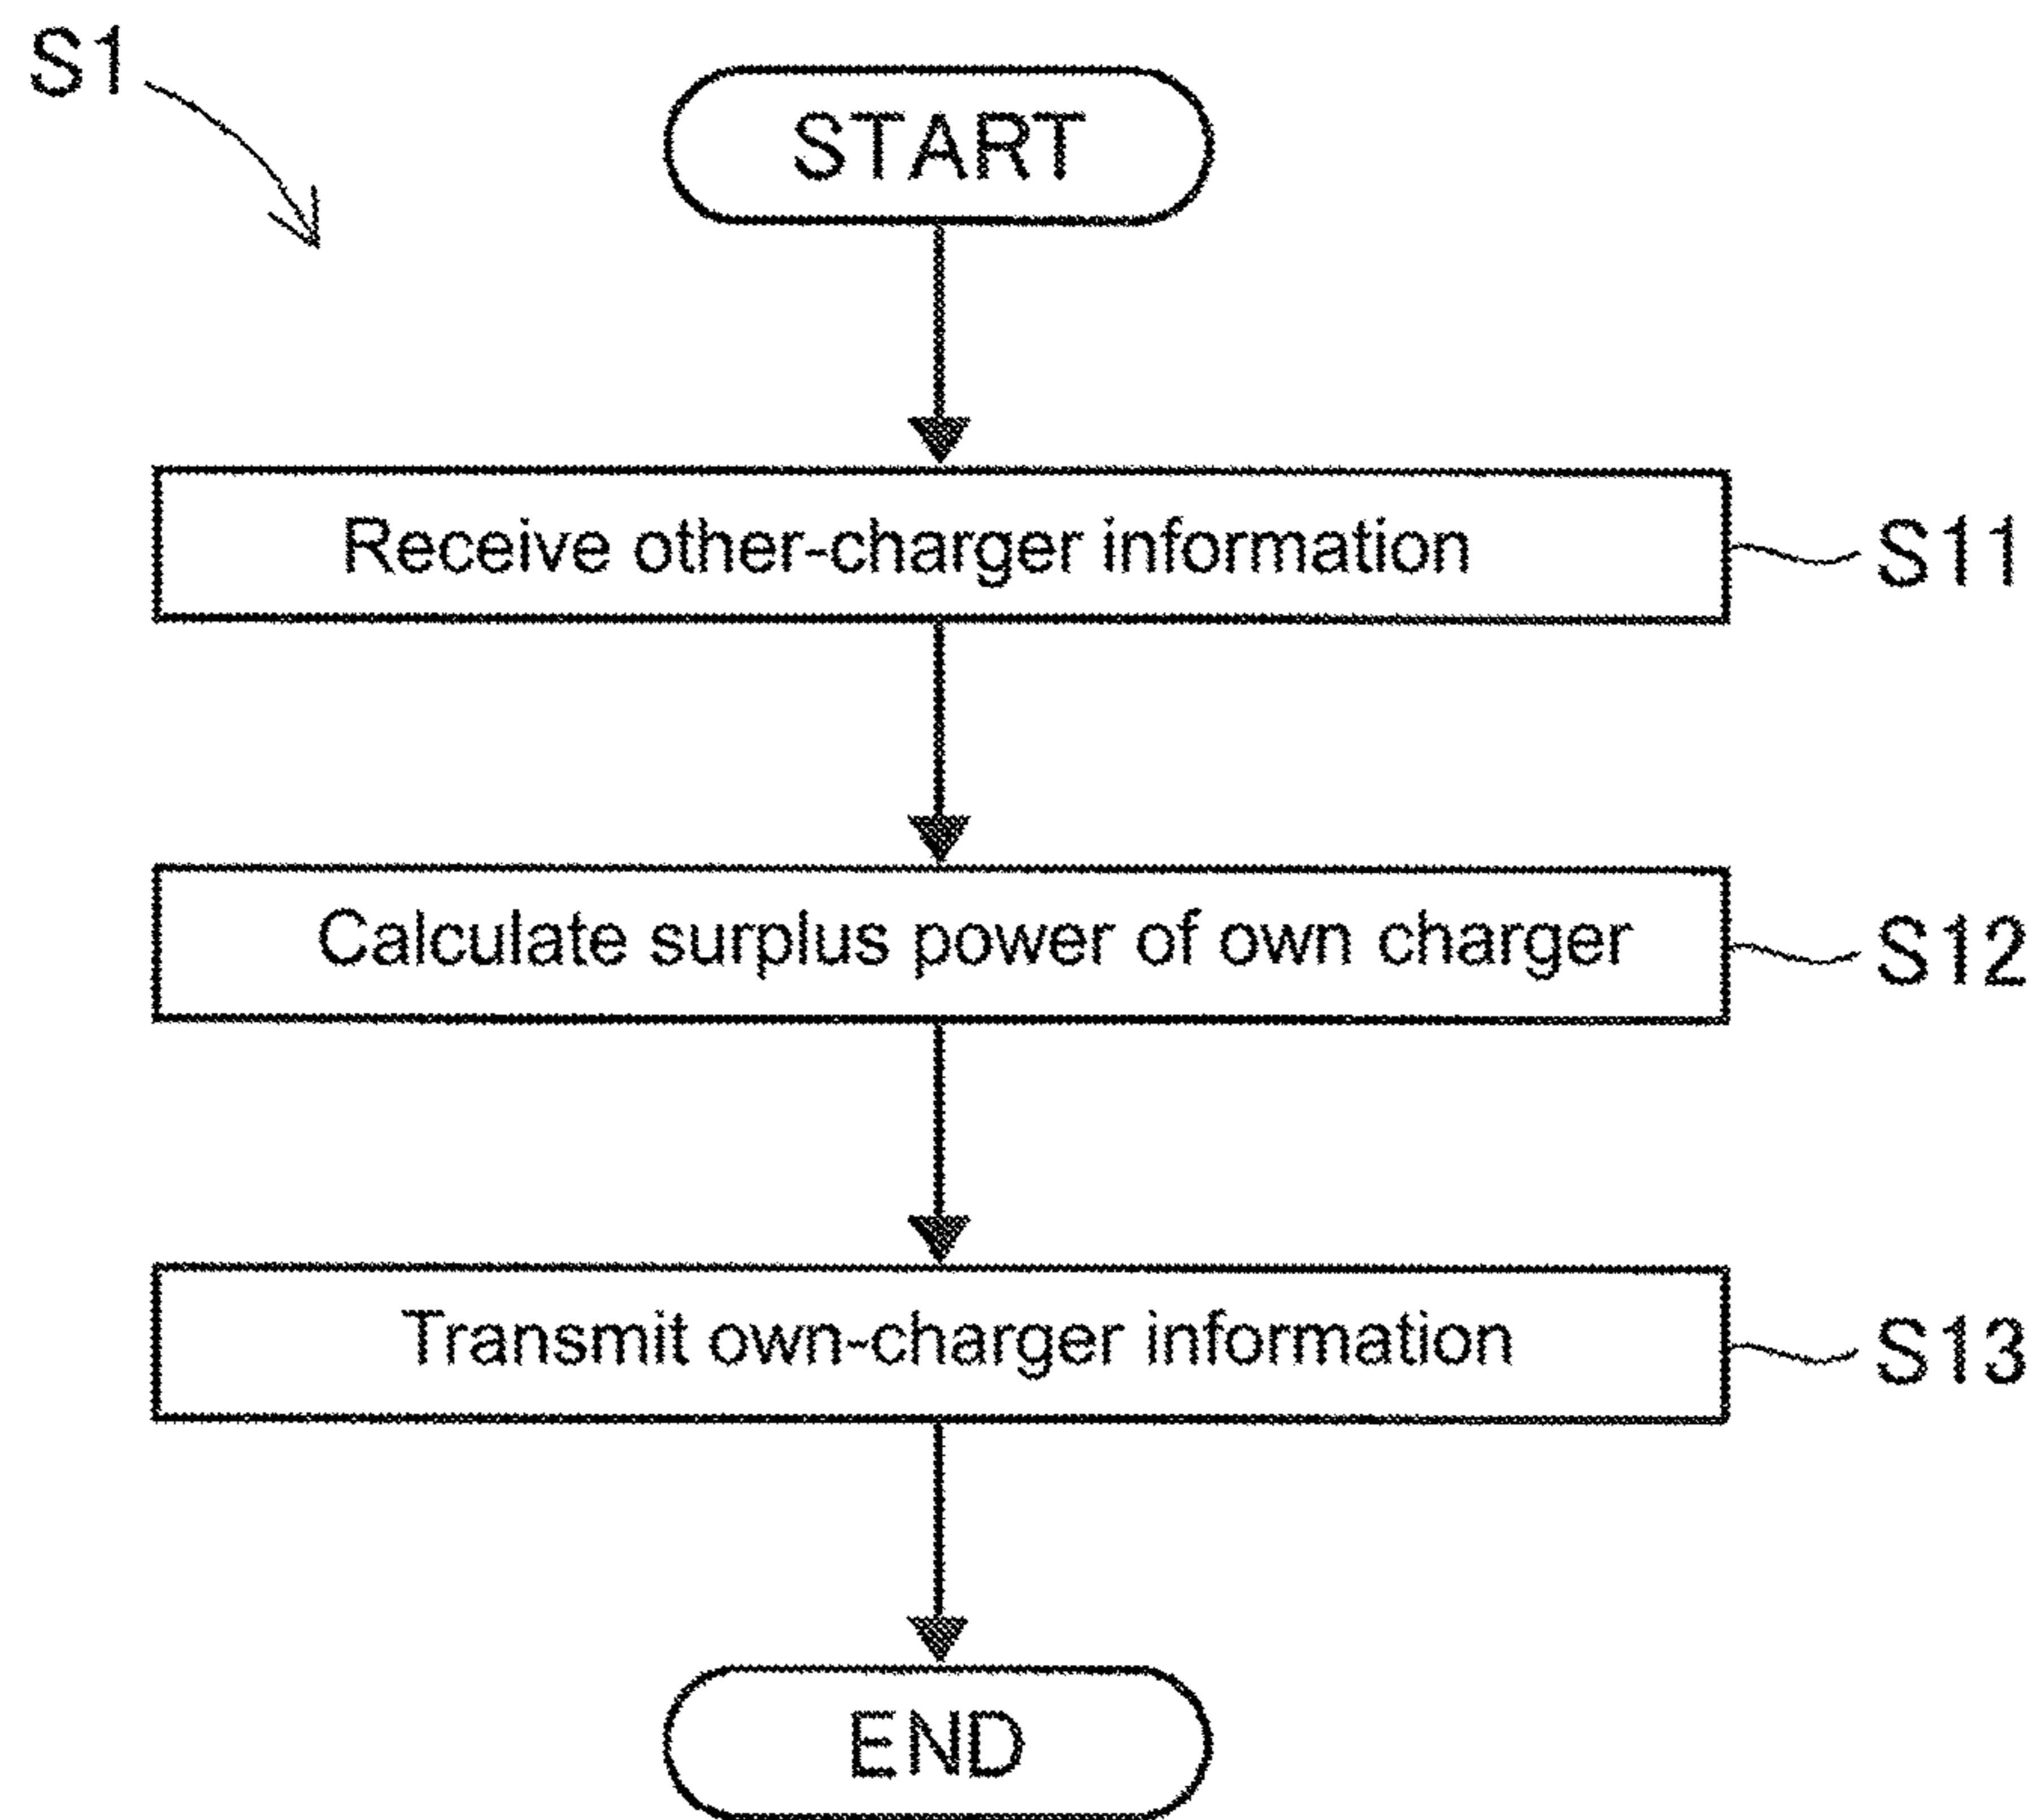 S1
START
Receive other-charger information
S11
Calculate surplus power of own charger
S12
Transmit own-charger information
S13
END